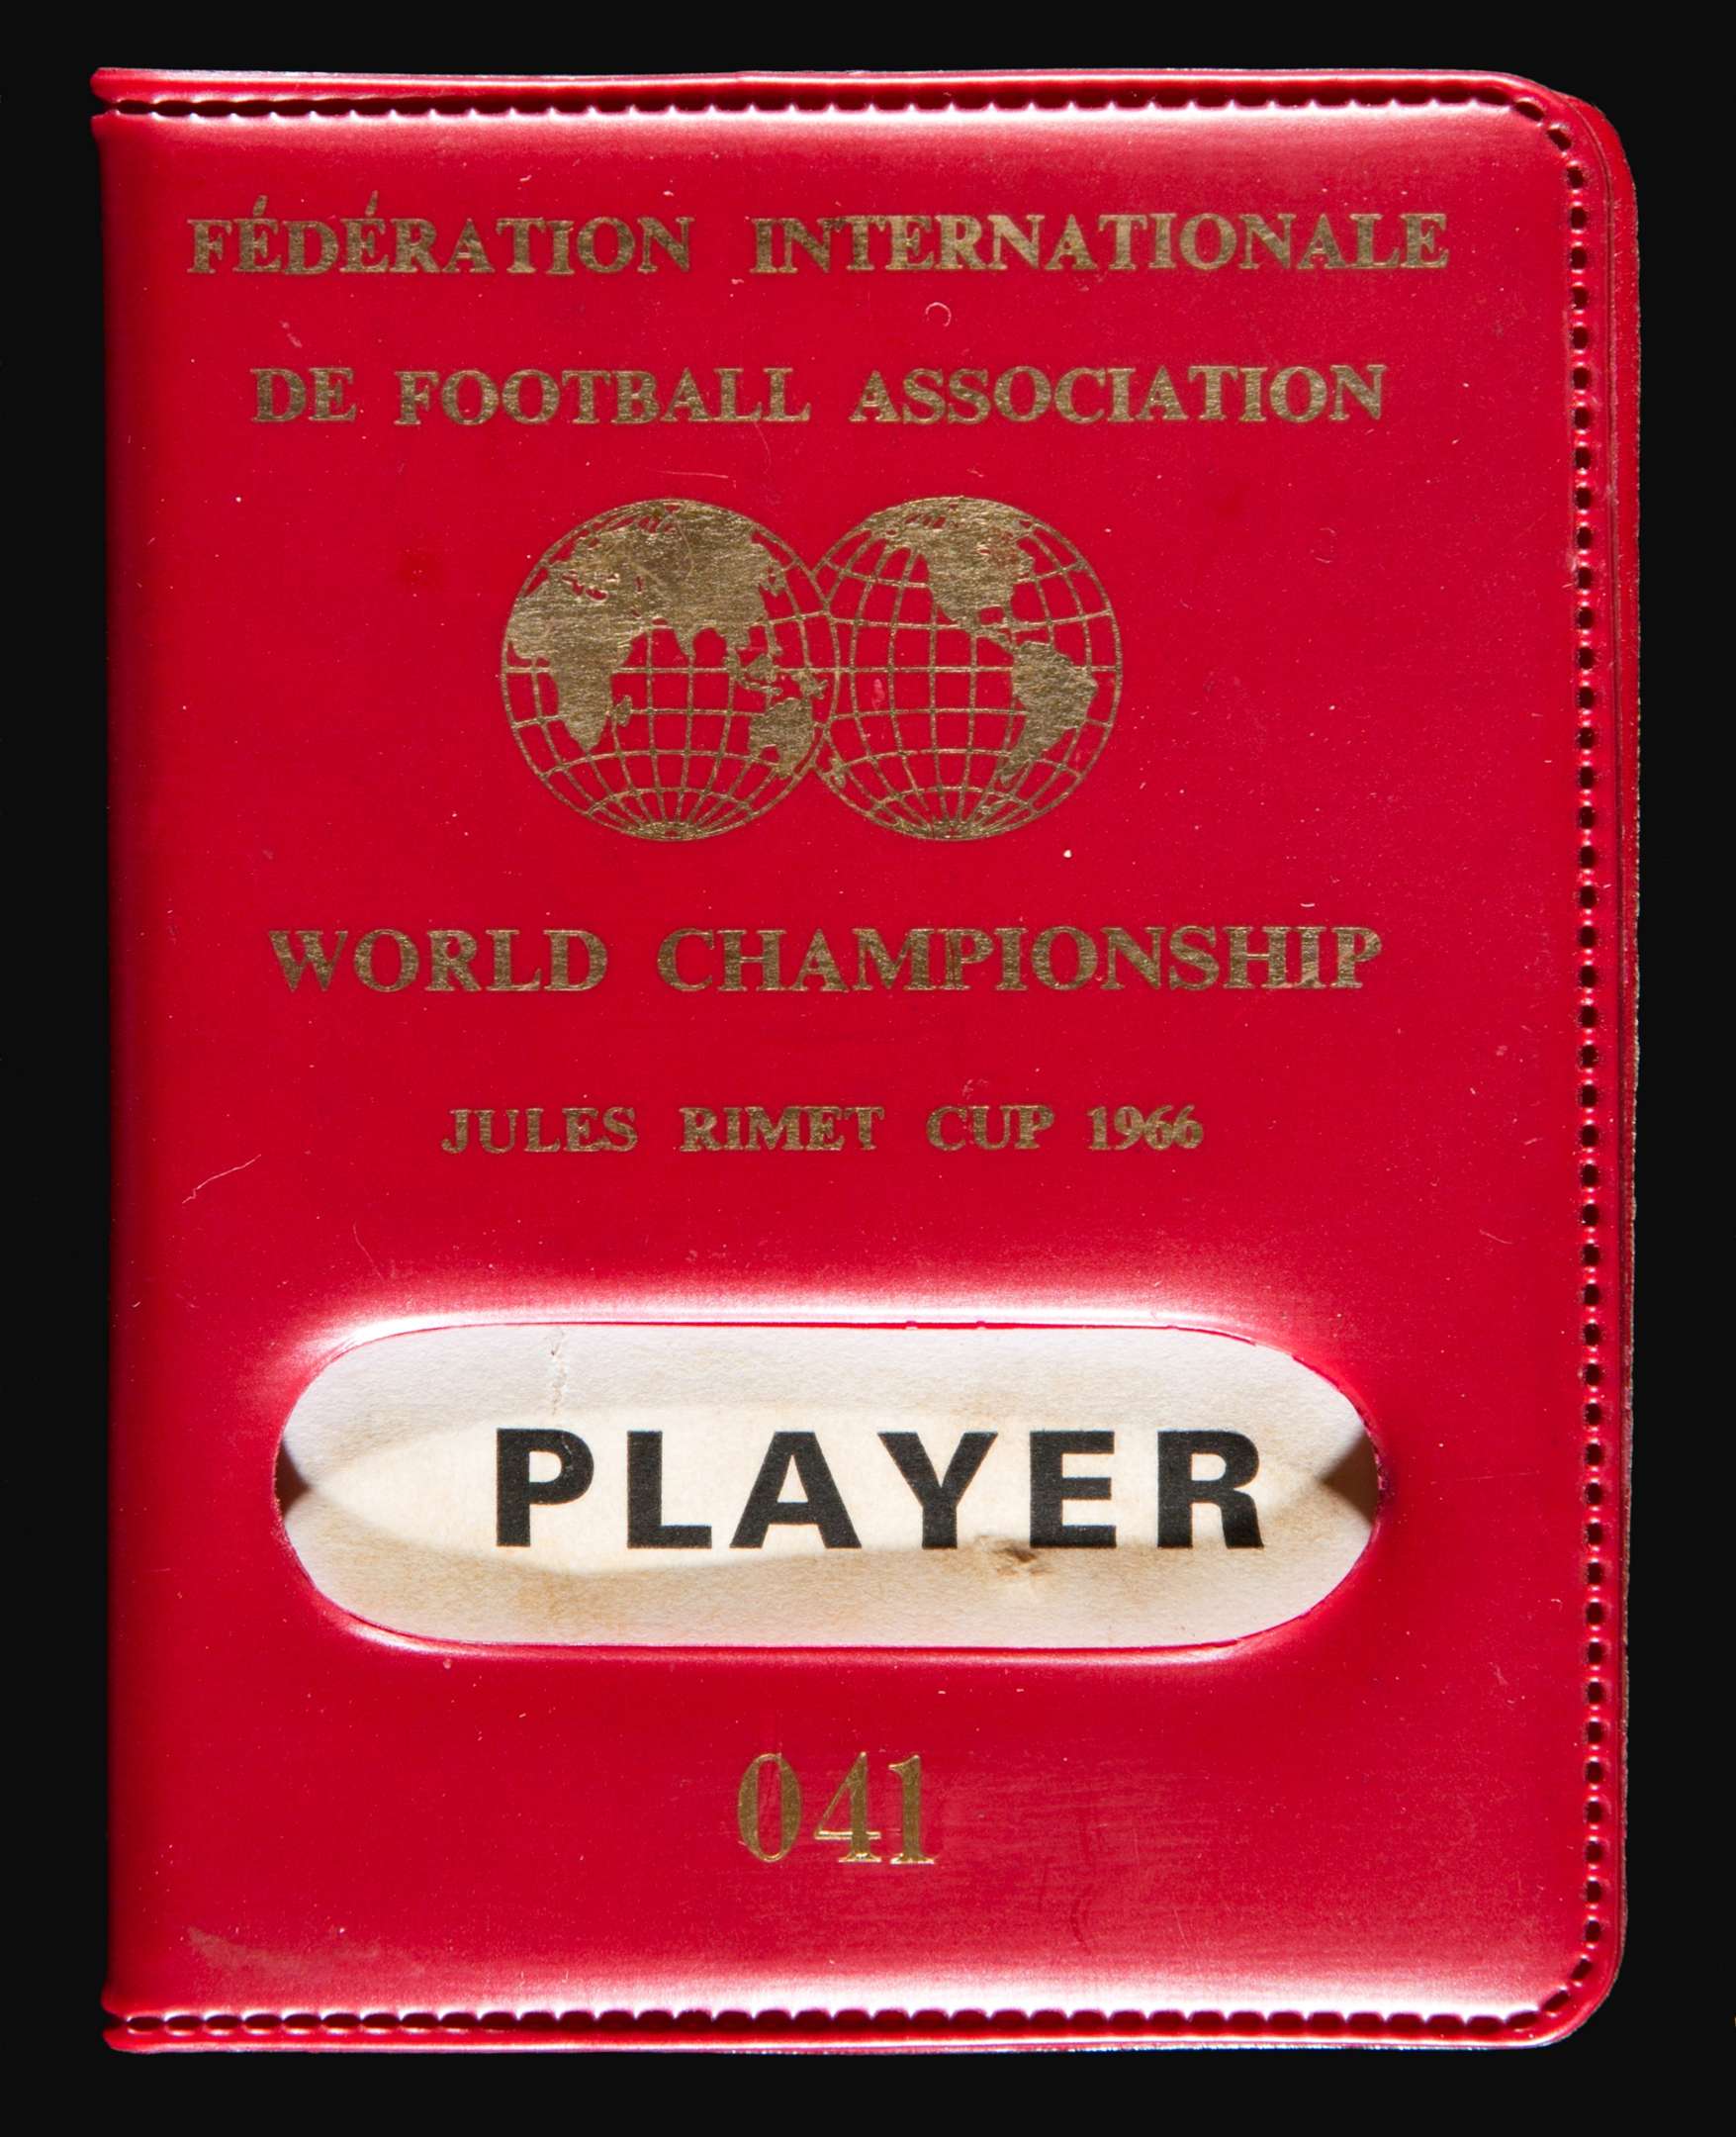 FÉDÉRATION INTERNATIONALE
DE FOOTBALL ASSOCIATION
WORLD CHAMPIONSHIP
JULES RIMET CUP 1966
PLAYER
041